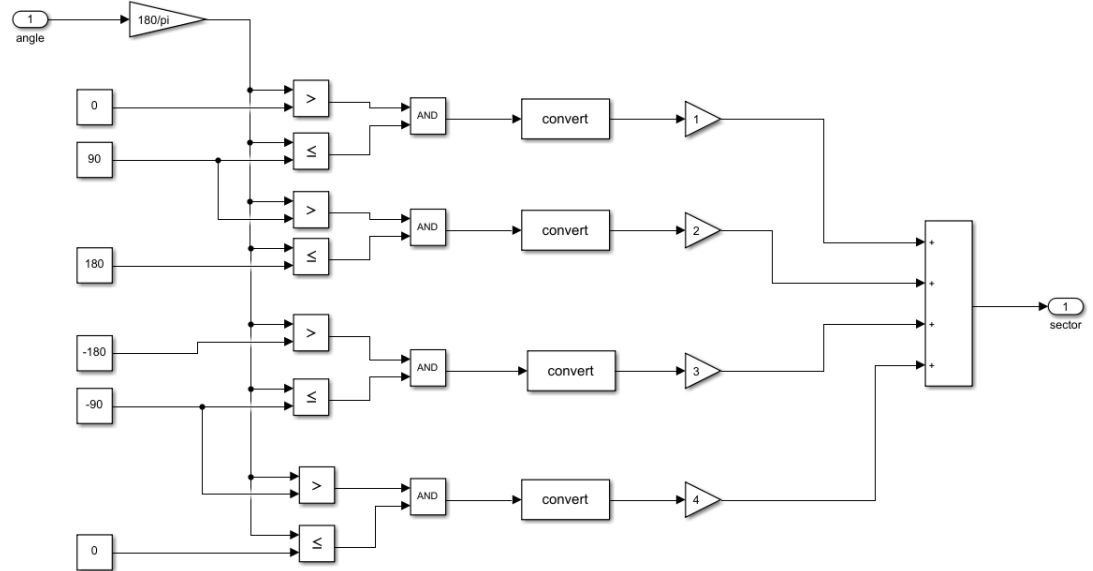 1
180/pi
angle
>
0
AND
convert
1
90
≤
>
AND
convert
2
≤
180
+
+
1
sector
>
-180
+
AND
convert
3
+
-90
≤
>
AND
convert
4
≤
0